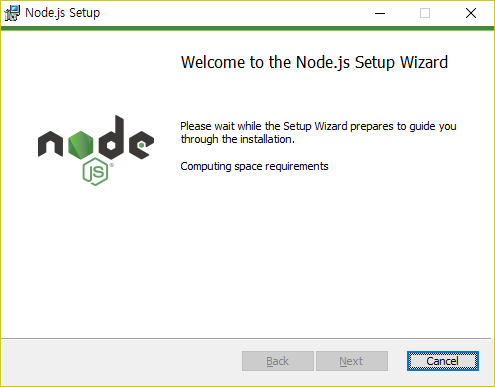 Node.js Setup
Welcome to the Node.js Setup Wizard
Please wait while the Setup Wizard prepares to guide you
through the installation.
Computing space requirements
node
JS
Back Next Cancel